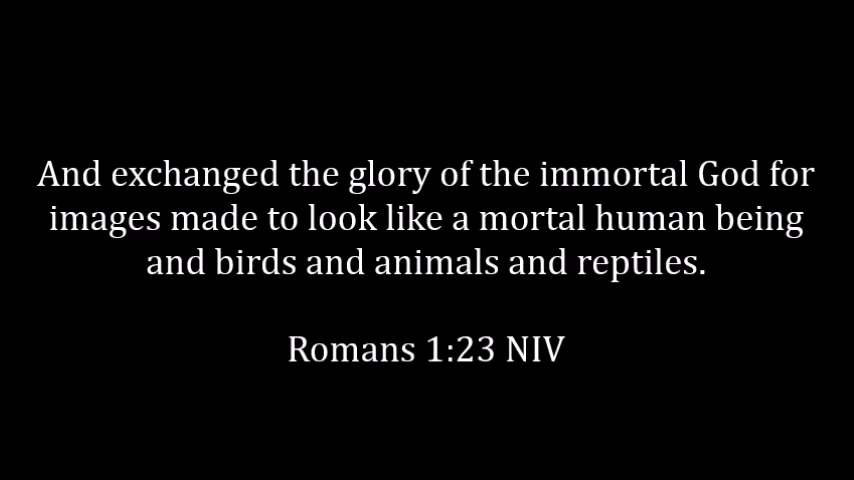 And exchanged the glory of the immortal God for
images made to look like a mortal human being
and birds and animals and reptiles.
Romans 1:23 NIV